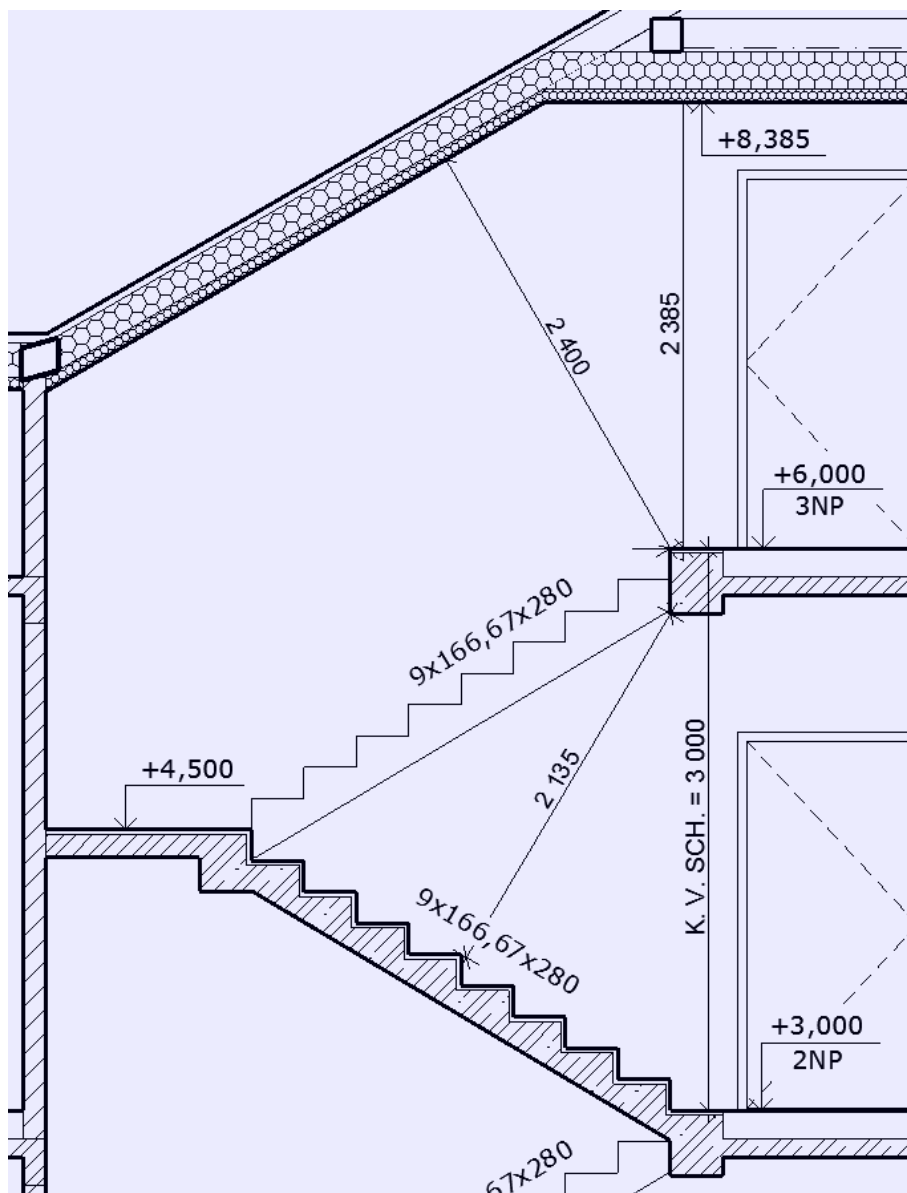 +8,385
2 400
2 385
+6,000
3NP
9x166,67x280
+4,500
2 135
K. V. SCH. = 3 000
9x166,67x280
+3,000
2NP
67x280